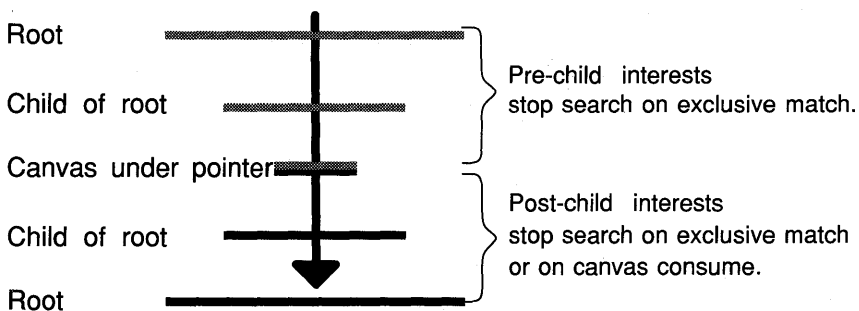 Root
Pre-child interests
stop search on exclusive match.
Child of root
Canvas under pointer
Post-child interests
stop search on exclusive match
or on canvas consume.
Child of root
Root